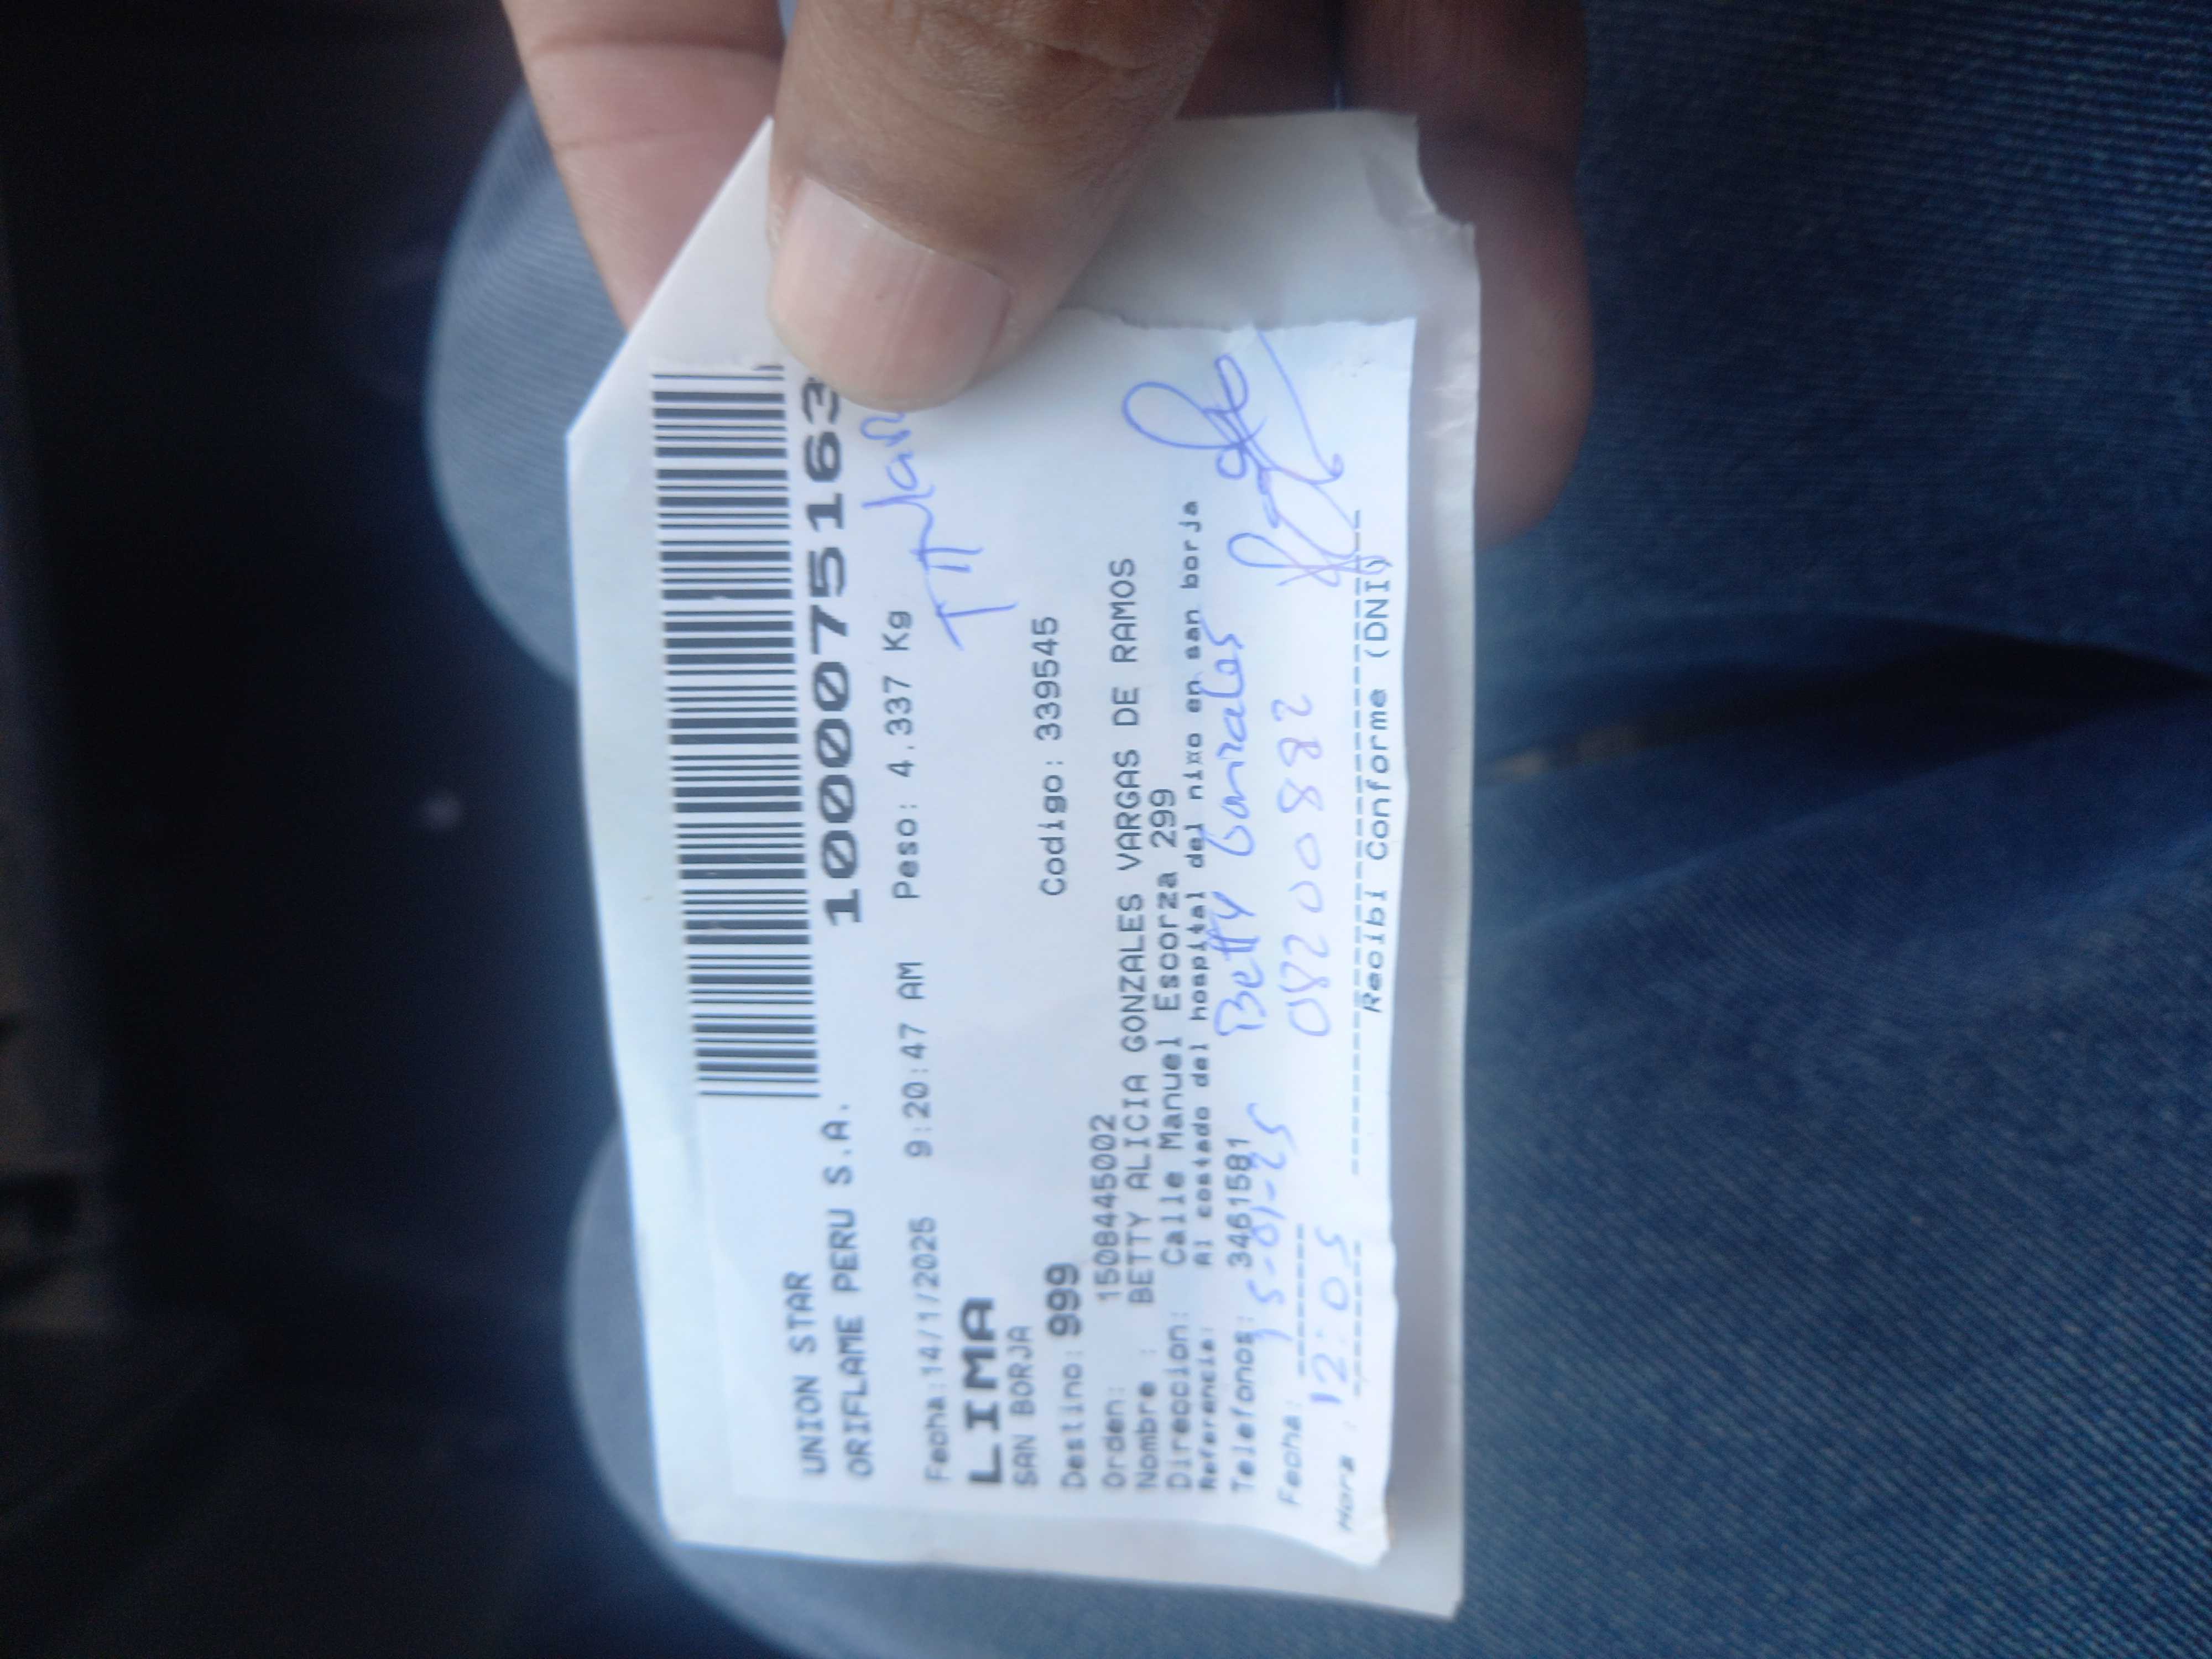 UNION STAR
ORIFLAME PERU S.A.
1000075163
Fecha:14/1/2025 9:20:47 AM Peso: 4.337 Kg
LIMA
SAN BORJA
Destino: 999 Codigo: 339545
Orden: 1508445002
Nombre : BETTY ALICIA GONZALES VARGAS DE RAMOS
Direccion: Calle Manuel Escorza 299
Referencia: Al costado del hospital del nixo en san borja
Telefonos: 3461581
Betty Gonzales
Fecha: 15-01-25 08200882
Hora : 12:05
Recibi Conforme (DNI)